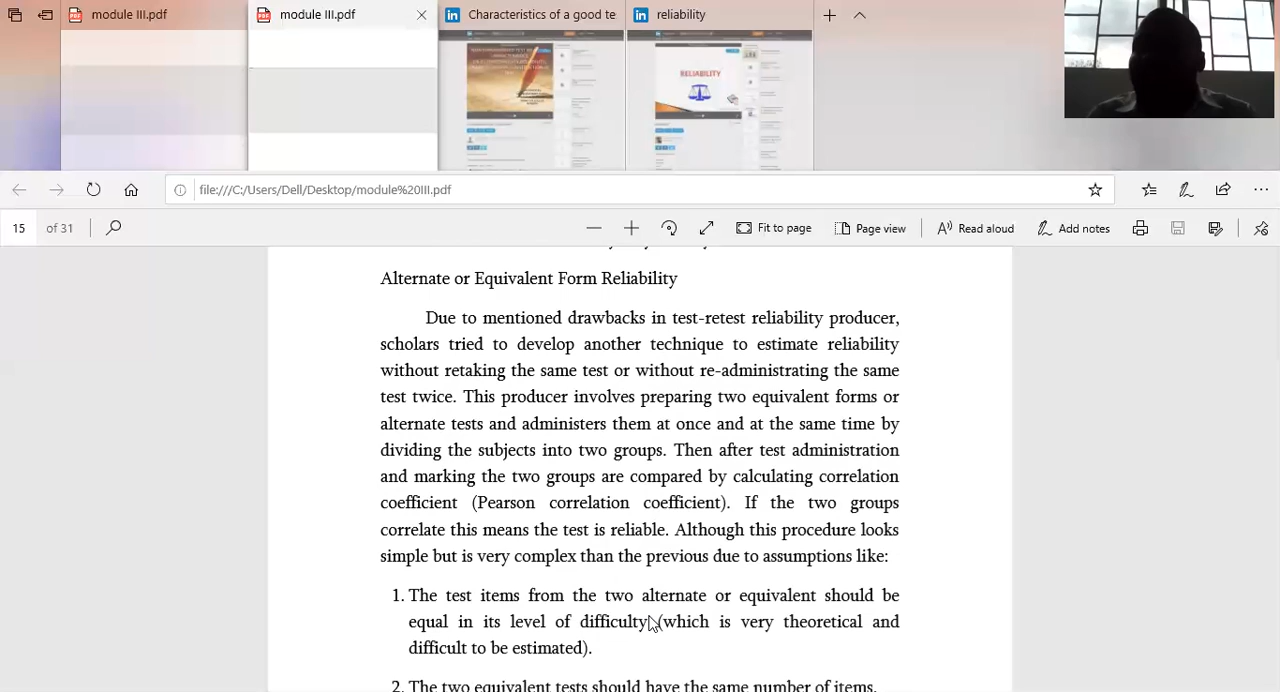 module III.pdf
module III.pdf
Characteristics of a good te
reliability
RELIABILITY
file:///C:/Users/Dell/Desktop/module%20III.pdf
15 of 31
Fit to page
Page view
Read aloud
Add notes
Alternate or Equivalent Form Reliability
Due to mentioned drawbacks in test-retest reliability producer,
scholars tried to develop another technique to estimate reliability
without retaking the same test or without re-administrating the same
test twice. This producer involves preparing two equivalent forms or
alternate tests and administers them at once and at the same time by
dividing the subjects into two groups. Then after test administration
and marking the two groups are compared by calculating correlation
coefficient (Pearson correlation coefficient). If the two groups
correlate this means the test is reliable. Although this procedure looks
simple but is very complex than the previous due to assumptions like:
1. The test items from the two alternate or equivalent should be
equal in its level of difficulty (which is very theoretical and
difficult to be estimated).
2. The two equivalent tests should have the same number of items.